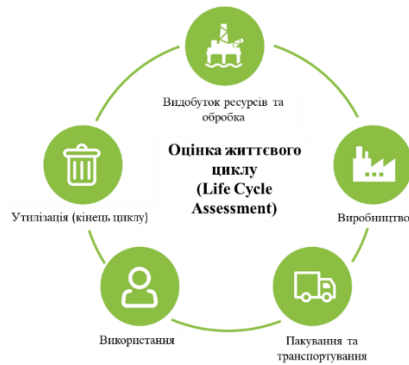 Видобуток ресурсів та
обробка
Оцінка життєвого
циклу
(Life Cycle
Assessment)
Утилізація (кінець циклу)
Виробництво
Використання
Пакування та
транспортування